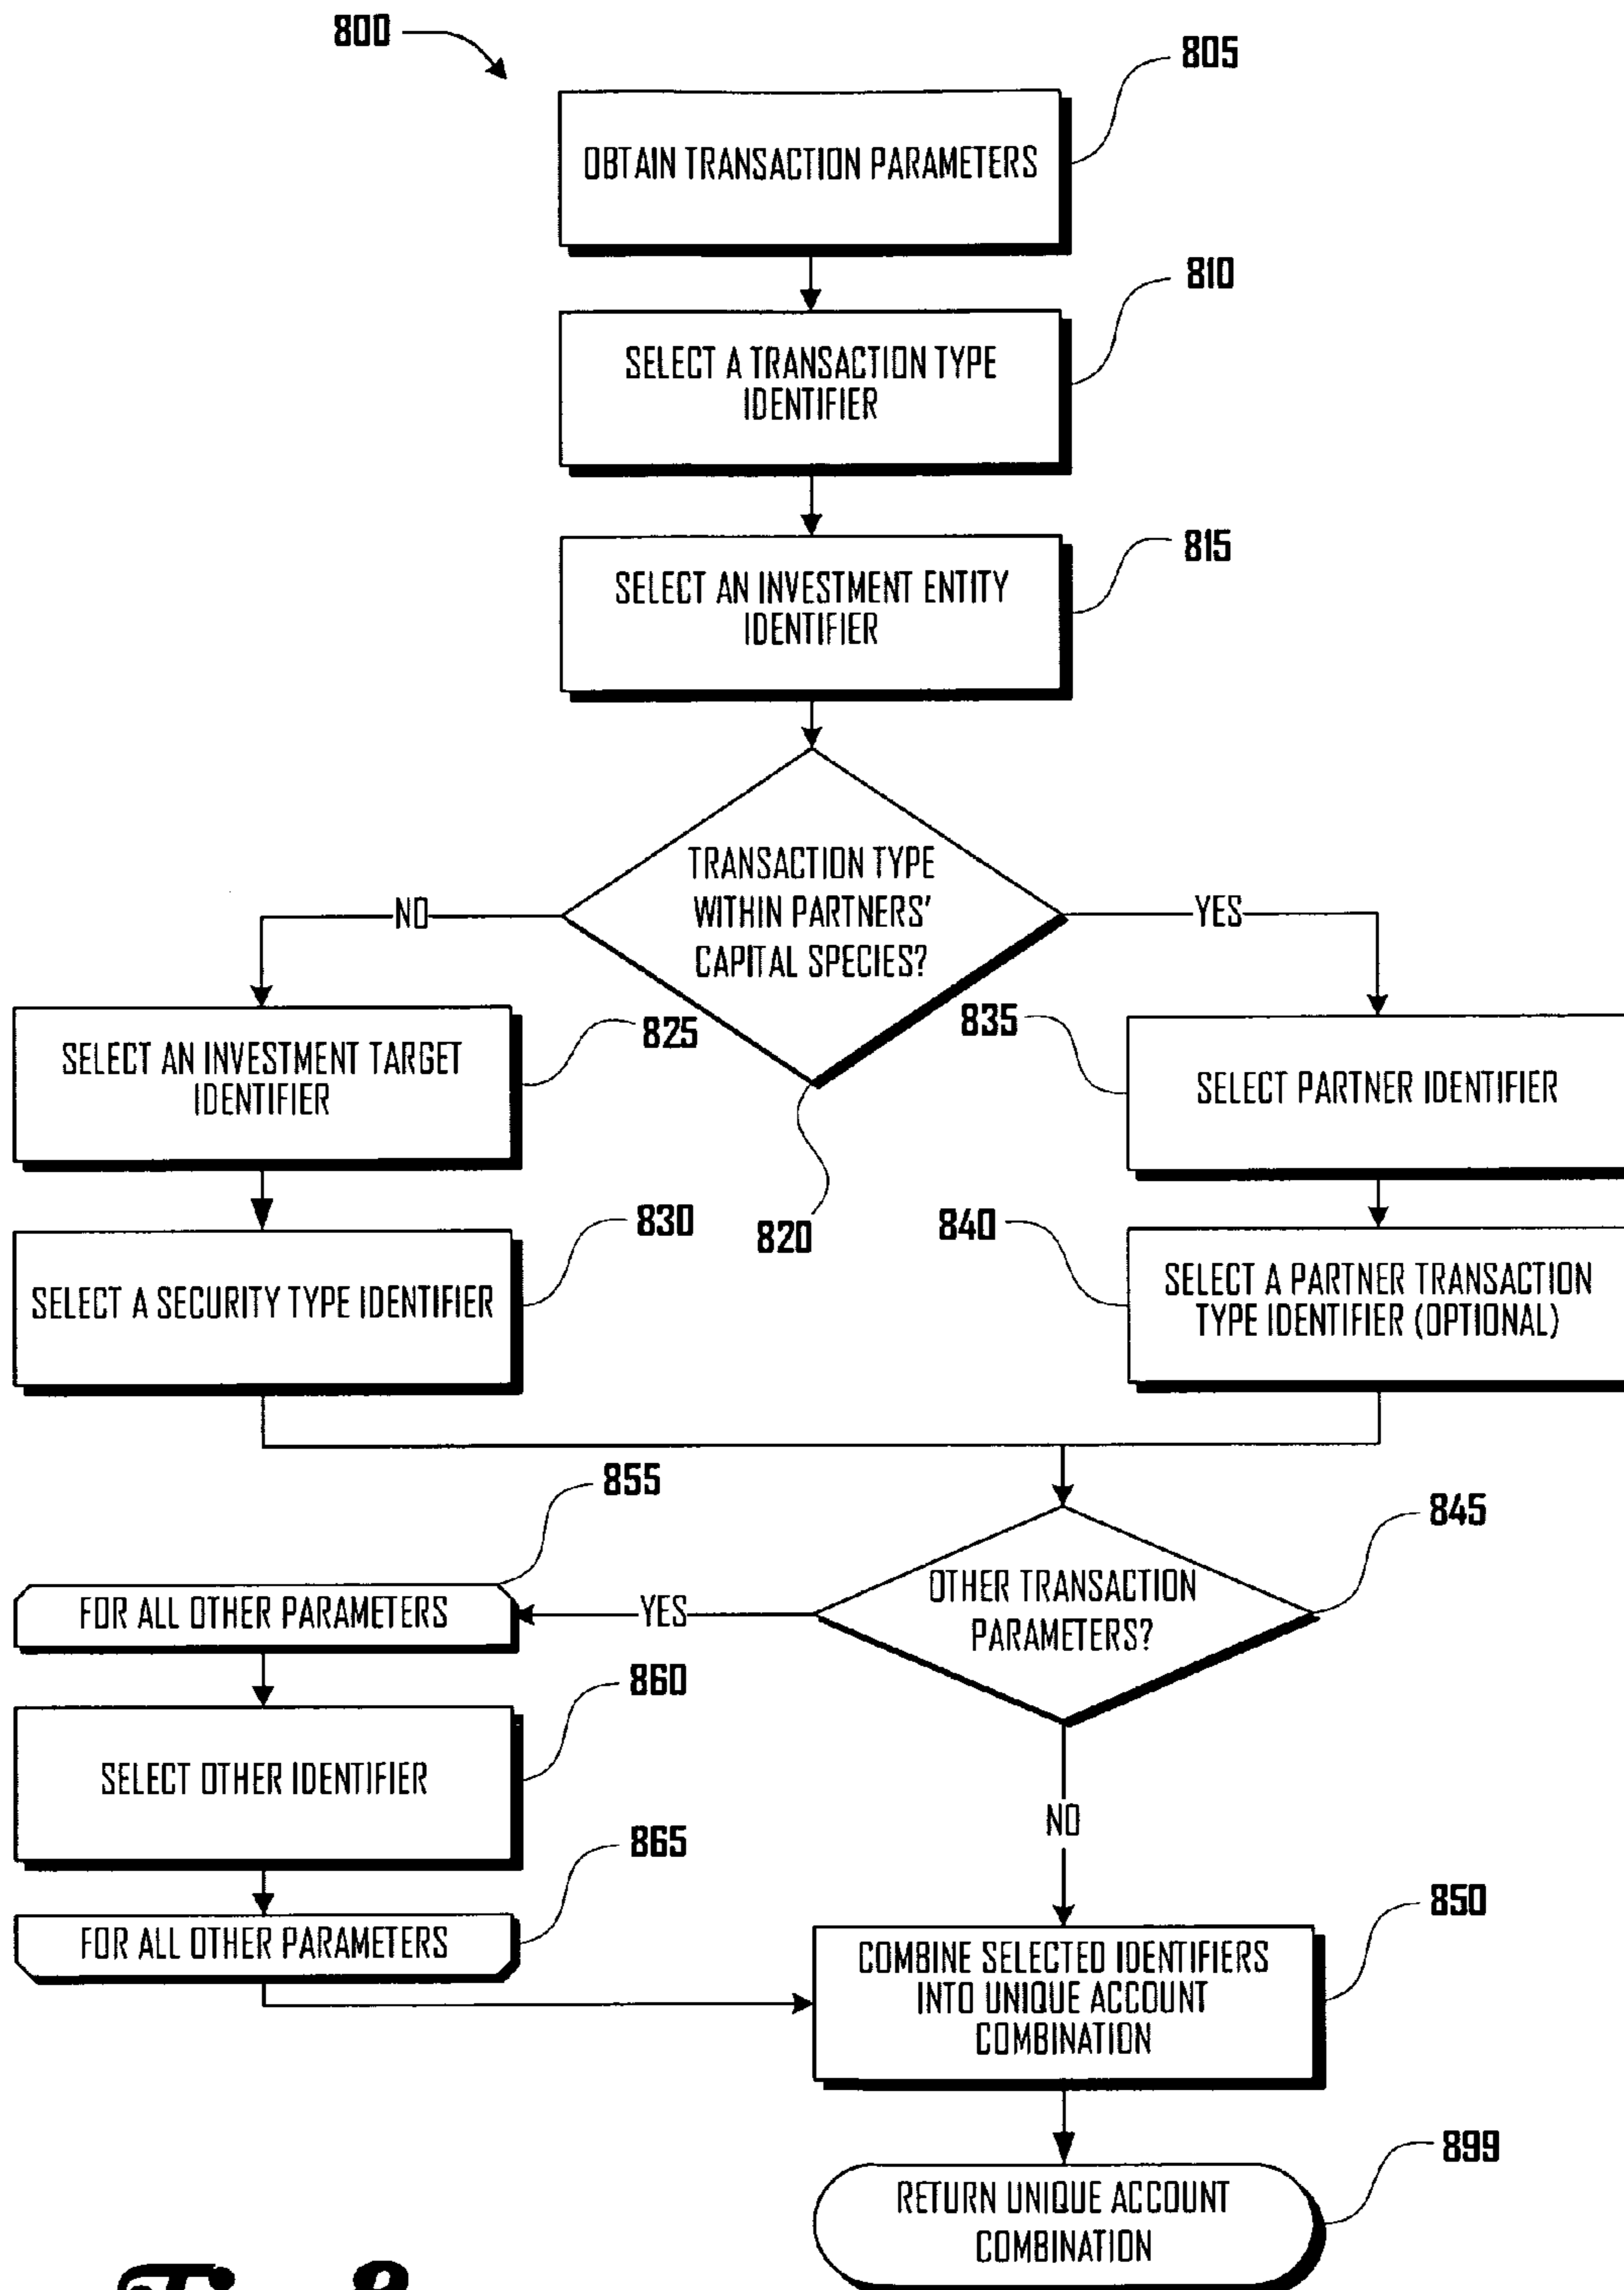 800
805
OBTAIN TRANSACTION PARAMETERS
810
SELECT A TRANSACTION TYPE
IDENTIFIER
815
SELECT AN INVESTMENT ENTITY
IDENTIFIER
TRANSACTION TYPE
WITHIN PARTNERS'
CAPITAL SPECIES?
NO
YES
825
835
SELECT AN INVESTMENT TARGET
IDENTIFIER
SELECT PARTNER IDENTIFIER
830
820
840
SELECT A SECURITY TYPE IDENTIFIER
SELECT A PARTNER TRANSACTION
TYPE IDENTIFIER (OPTIONAL)
855
845
FOR ALL OTHER PARAMETERS
YES
OTHER TRANSACTION
PARAMETERS?
860
SELECT OTHER IDENTIFIER
NO
865
FOR ALL OTHER PARAMETERS
850
COMBINE SELECTED IDENTIFIERS
INTO UNIQUE ACCOUNT
COMBINATION
899
RETURN UNIQUE ACCOUNT
COMBINATION